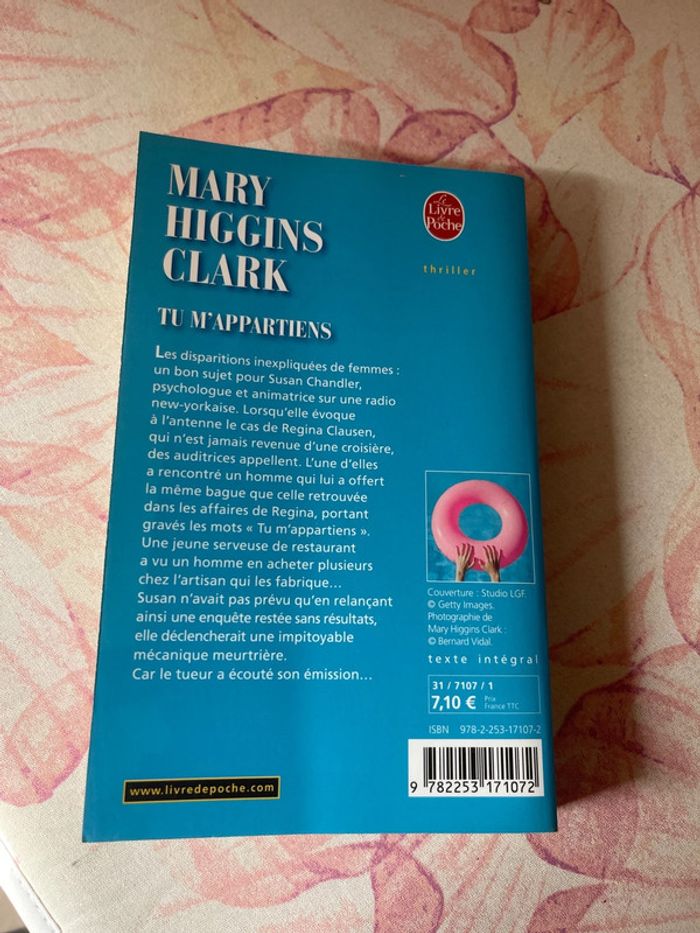 MARY
HIGGINS
CLARK
TU M'APPARTIENS
Le
Livre
de
Poche
thriller
Les disparitions inexpliquées de femmes :
un bon sujet pour Susan Chandler,
psychologue et animatrice sur une radio
new-yorkaise. Lorsqu'elle évoque
à l'antenne le cas de Regina Clausen,
qui n'est jamais revenue d'une croisière,
des auditrices appellent. L'une d'elles
a rencontré un homme qui lui a offert
la même bague que celle retrouvée
dans les affaires de Regina, portant
gravés les mots « Tu m'appartiens ».
Une jeune serveuse de restaurant
a vu un homme en acheter plusieurs
chez l'artisan qui les fabrique...
Susan n'avait pas prévu qu'en relançant
ainsi une enquête restée sans résultats,
elle déclencherait une impitoyable
mécanique meurtrière.
Car le tueur a écouté son émission...
Couverture : Studio LGF.
© Getty Images.
Photographie de
Mary Higgins Clark :
© Bernard Vidal.
texte intégral
31 / 7107 / 1
7,10 € Prix
France TTC
ISBN 978-2-253-17107-2
9 782253 171072
www.livredepoche.com